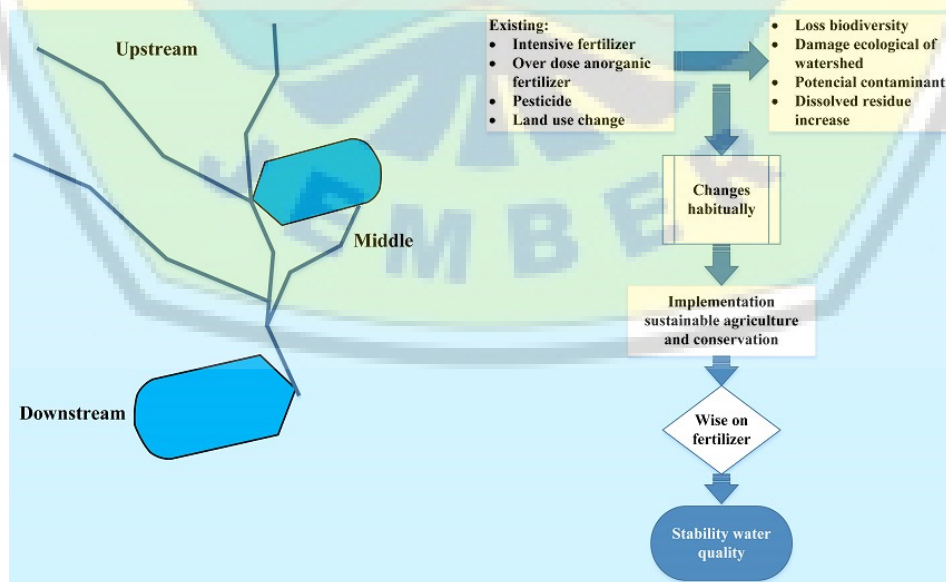 Upstream
Middle
Downstream
Existing:
• Intensive fertilizer
• Over dose anorganic
fertilizer
• Pesticide
• Land use change
• Loss biodiversity
• Damage ecological of
watershed
• Potencial contaminant
• Dissolved residue
increase
Changes
habitually
Implementation
sustainable agriculture
and conservation
Wise on
fertilizer
Stability water
quality